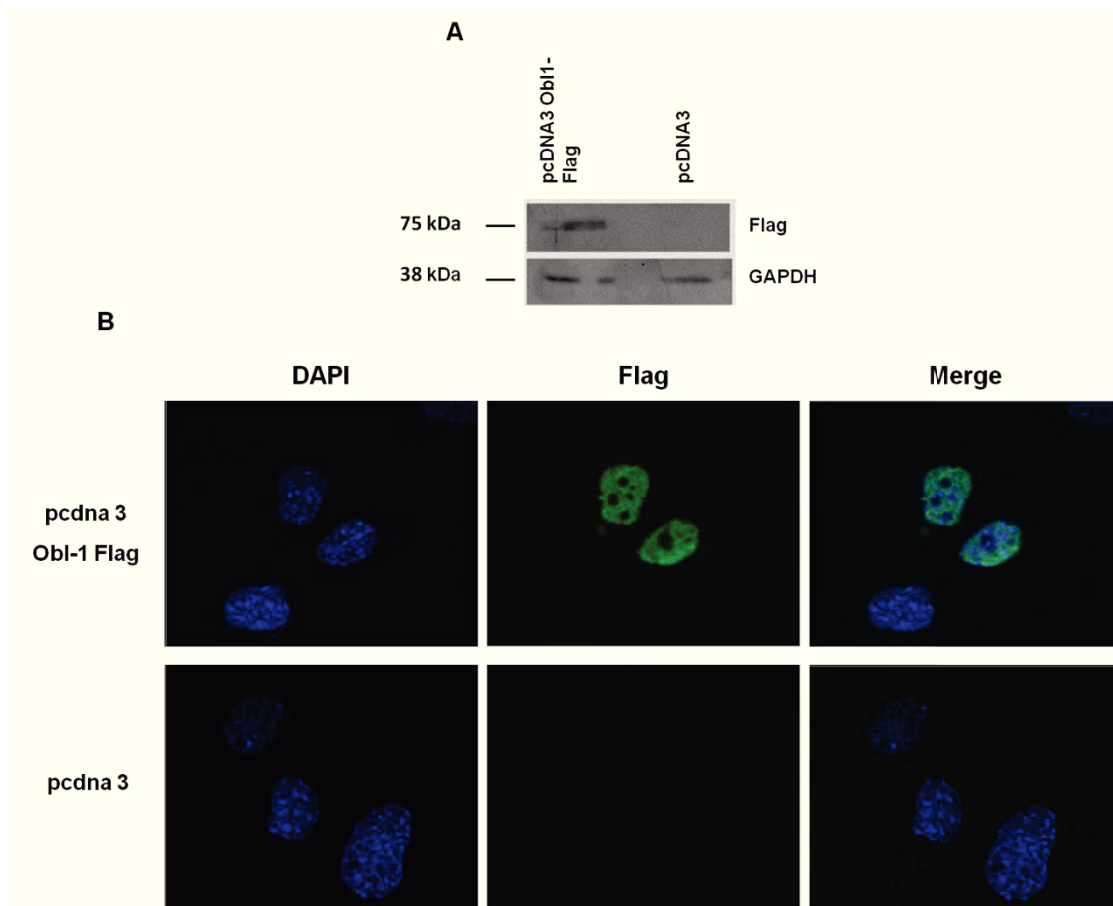 A
pcDNA3 Obl1-
Flag
pcDNA3
75 kDa
Flag
38 kDa
GAPDH
B
DAPI
Flag
Merge
pcdna 3
Obl-1 Flag
pcdna 3